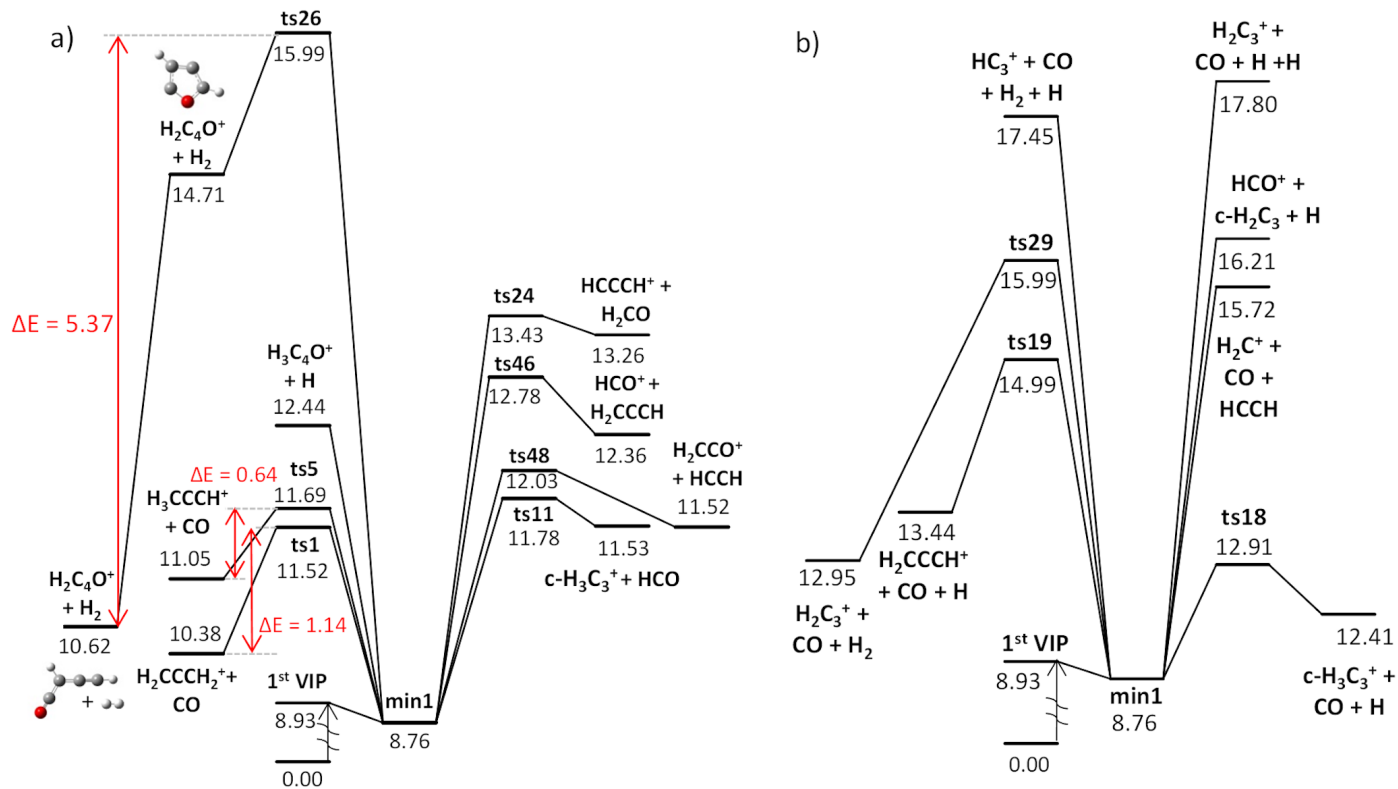 a)
ts26
15.99
H₂C₄O⁺
+ H₂
14.71
ΔE = 5.37
H₃C₄O⁺
+ H
12.44
ΔE = 0.64
ts5
11.69
H₃CCCH⁺
+ CO
11.05
ts1
11.52
H₂C₄O⁺
+ H₂
10.62
+
10.38
ΔE = 1.14
H₂CCCH₂⁺+
CO
1ˢᵗ VIP
8.93
0.00
min1
8.76
ts24
13.43
HCCCH⁺ +
H₂CO
13.26
ts46
12.78
HCO⁺ +
H₂CCCH
12.36
ts48
12.03
H₂CCO⁺
+ HCCH
11.52
ts11
11.78
11.53
c-H₃C₃⁺ + HCO
b)
HC₃⁺ + CO
+ H₂ + H
17.45
ts29
15.99
ts19
14.99
13.44
H₂CCCH⁺
+ CO + H
12.95
H₂C₃⁺ +
CO + H₂
1ˢᵗ VIP
8.93
0.00
min1
8.76
H₂C₃⁺ +
CO + H +H
17.80
HCO⁺ +
c-H₂C₃ + H
16.21
15.72
H₂C⁺ +
CO +
HCCH
ts18
12.91
12.41
c-H₃C₃⁺ +
CO + H